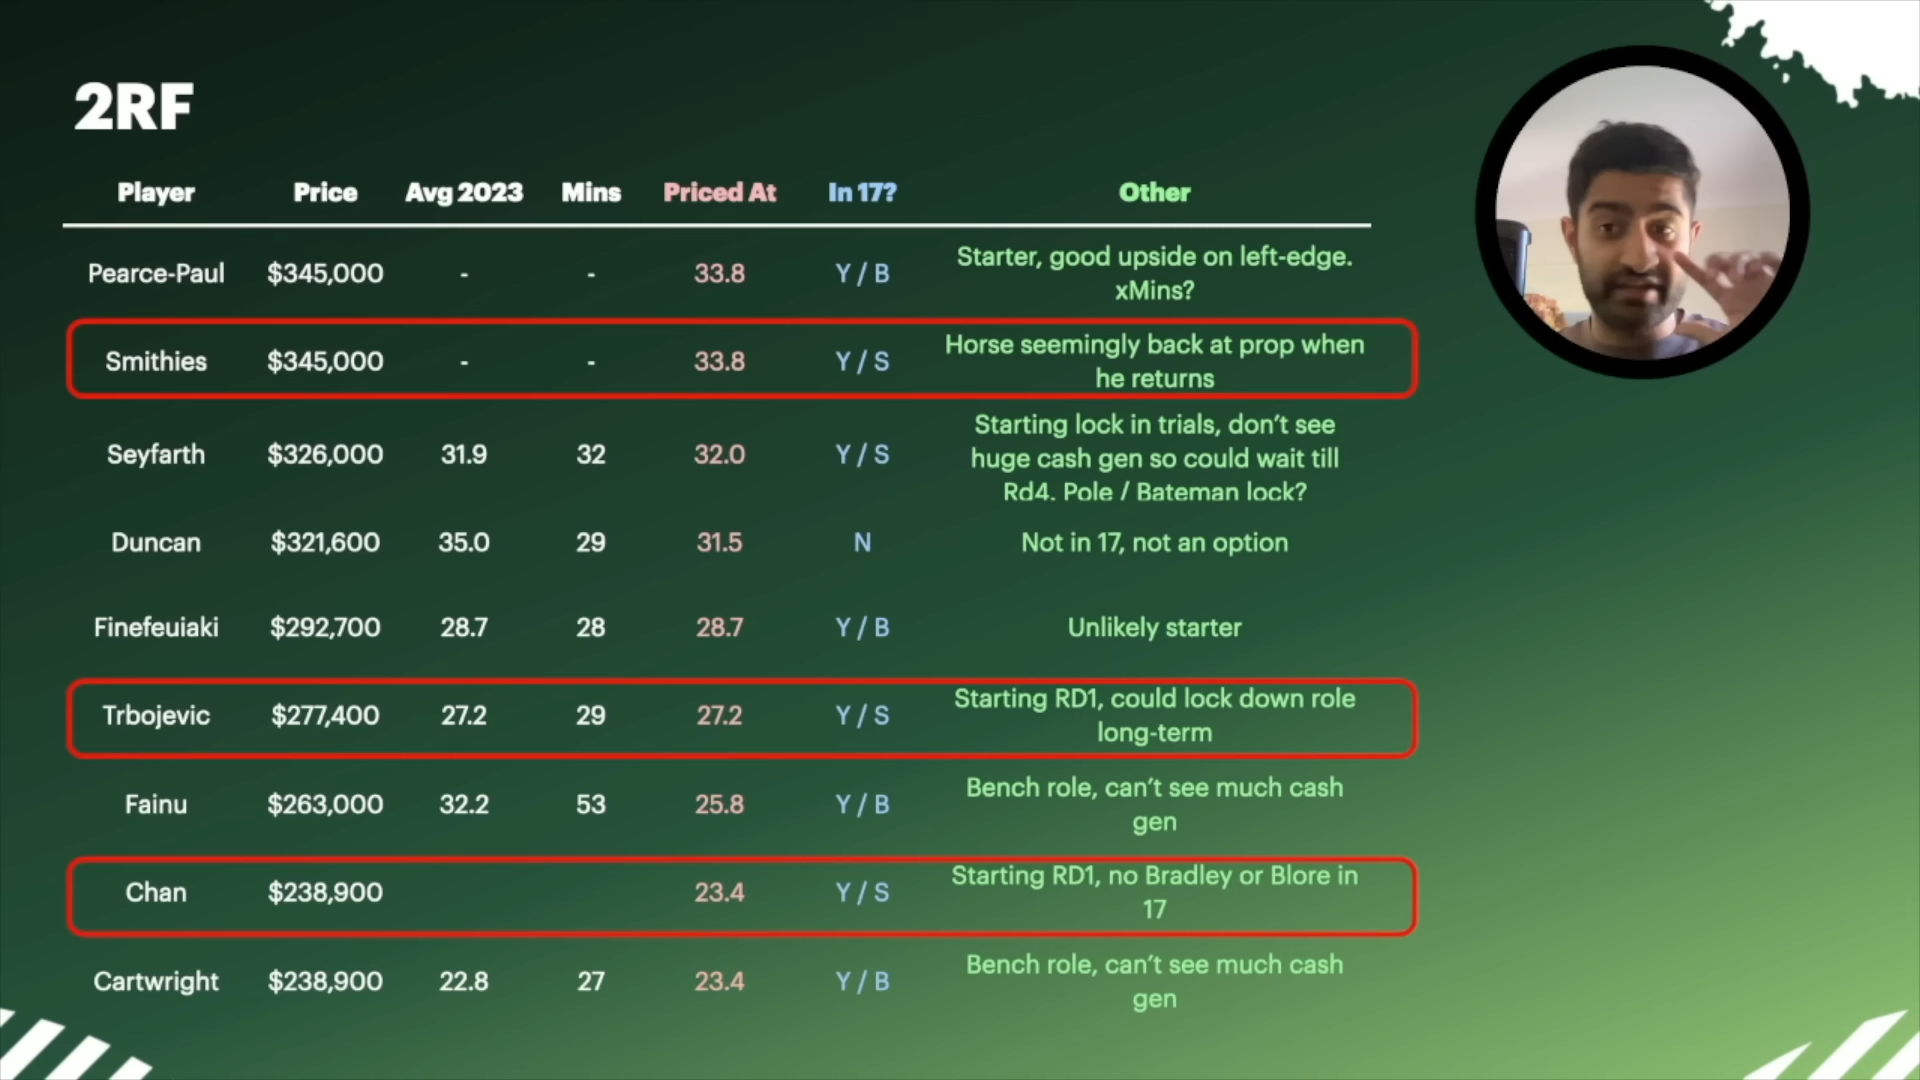 2RF
Player Price Avg 2023 Mins Priced At In 17? Other
Pearce-Paul $345,000 - - 33.8 Y / B Starter, good upside on left-edge.
xMins?
Smithies $345,000 - - 33.8 Y / S Horse seemingly back at prop when
he returns
Seyfarth $326,000 31.9 32 32.0 Y / S Starting lock in trials, don't see
huge cash gen so could wait till
Rd4. Pole / Bateman lock?
Duncan $321,600 35.0 29 31.5 N Not in 17, not an option
Finefeuiaki $292,700 28.7 28 28.7 Y / B Unlikely starter
Trbojevic $277,400 27.2 29 27.2 Y / S Starting RD1, could lock down role
long-term
Fainu $263,000 32.2 53 25.8 Y / B Bench role, can't see much cash
gen
Chan $238,900 23.4 Y / S Starting RD1, no Bradley or Blore in
17
Cartwright $238,900 22.8 27 23.4 Y / B Bench role, can't see much cash
gen